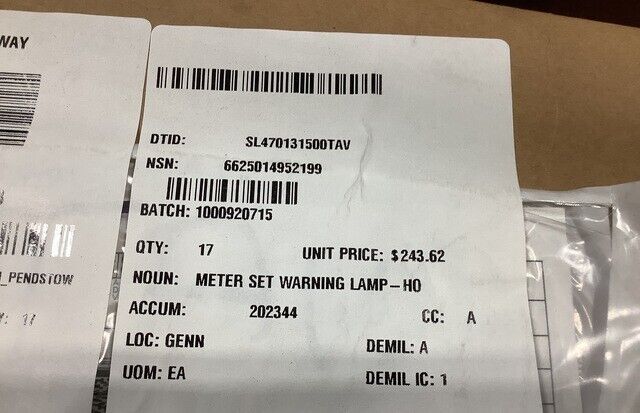 WAY
_PENDSTOW
17
DTID: SL470131500TAV
NSN: 6625014952199
BATCH: 1000920715
QTY: 17 UNIT PRICE: $243.62
NOUN: METER SET WARNING LAMP-HO
ACCUM: 202344 CC: A
LOC: GENN DEMIL: A
UOM: EA DEMIL IC: 1